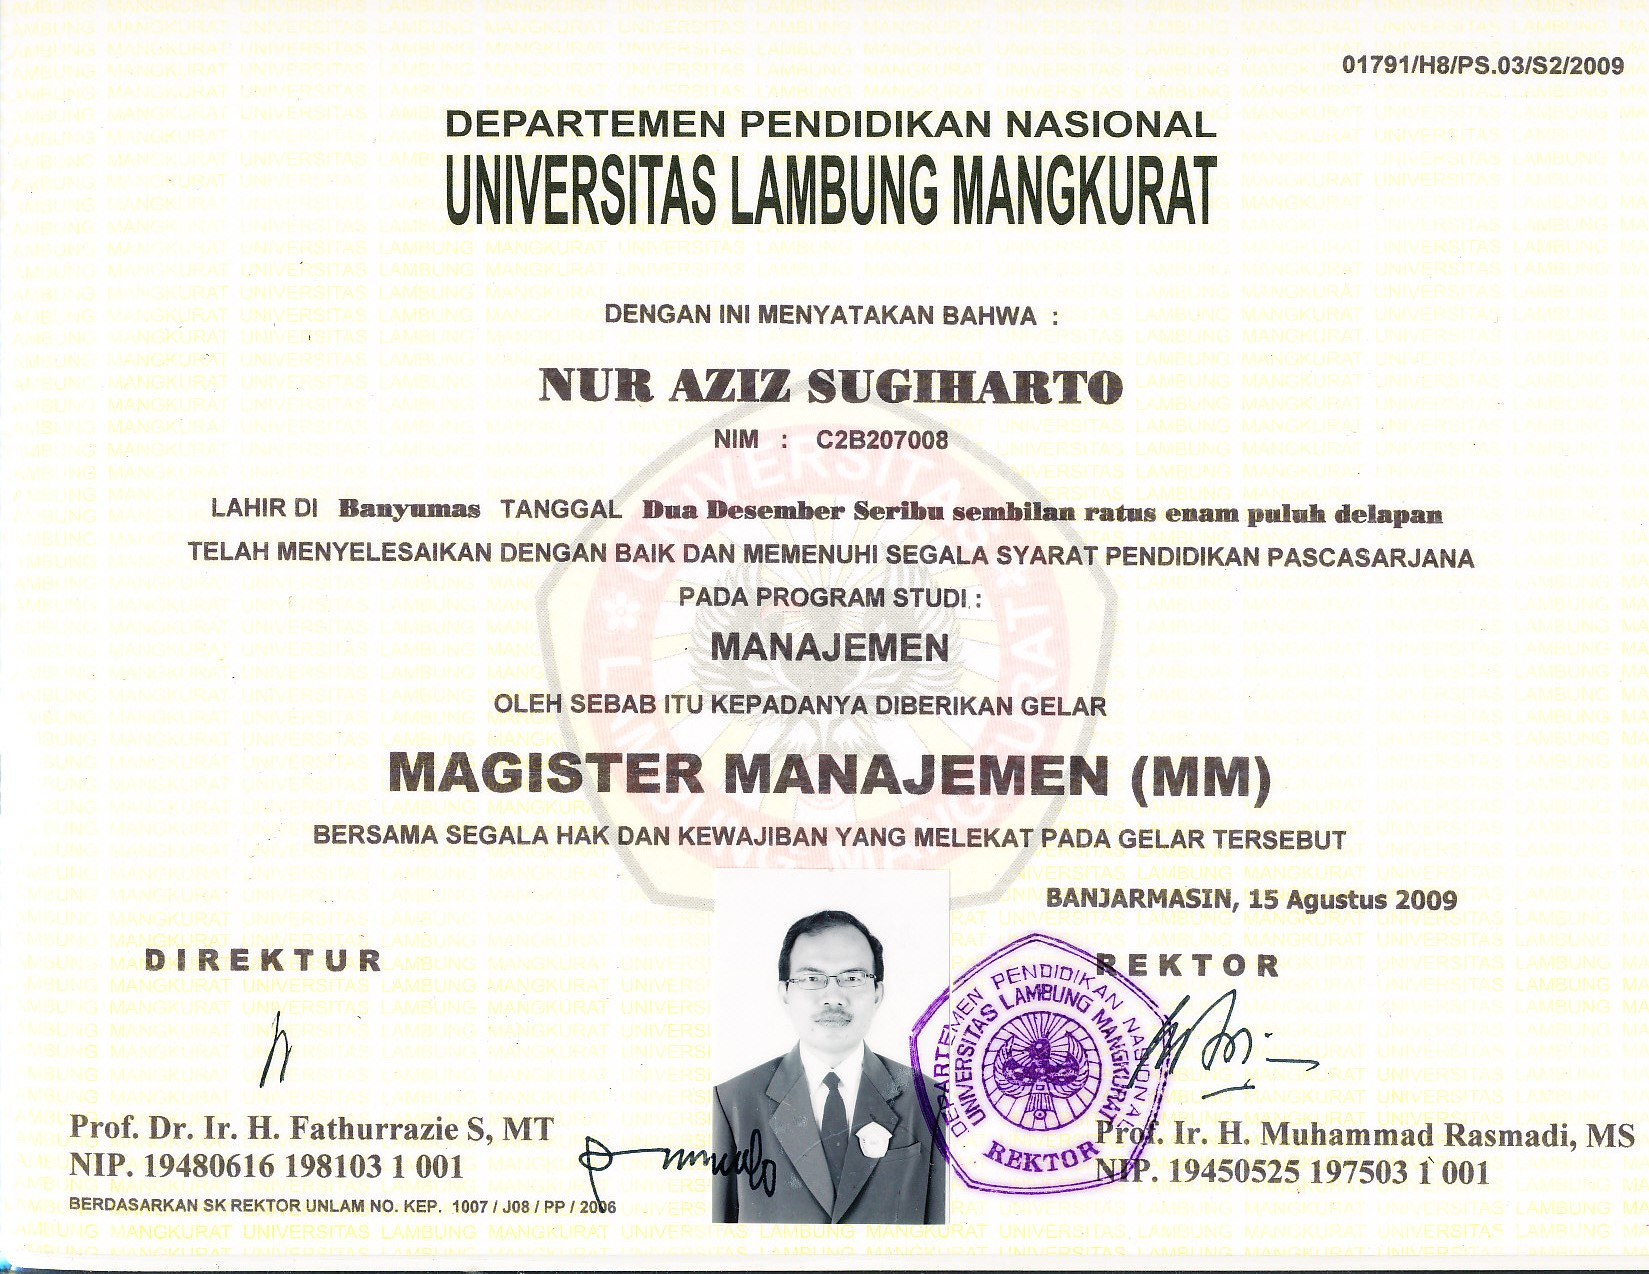 01791/H8/PS.03/S2/2009
DEPARTEMEN PENDIDIKAN NASIONAL
UNIVERSITAS LAMBUNG MANGKURAT
DENGAN INI MENYATAKAN BAHWA :
NUR AZIZ SUGIHARTO
NIM : C2B207008
LAHIR DI Banyumas TANGGAL Dua Desember Seribu sembilan ratus enam puluh delapan
TELAH MENYELESAIKAN DENGAN BAIK DAN MEMENUHI SEGALA SYARAT PENDIDIKAN PASCASARJANA
PADA PROGRAM STUDI :
MANAJEMEN
OLEH SEBAB ITU KEPADANYA DIBERIKAN GELAR
MAGISTER MANAJEMEN (MM)
BERSAMA SEGALA HAK DAN KEWAJIBAN YANG MELEKAT PADA GELAR TERSEBUT
UNIVERSITAS LAMBUNG MANGKURAT
BANJARMASIN, 15 Agustus 2009
DIREKTUR
REKTOR
DEPARTEMEN PENDIDIKAN NASIONAL
UNIVERSITAS LAMBUNG MANGKURAT
REKTOR
Prof. Dr. Ir. H. Fathurrazie S, MT
NIP. 19480616 198103 1 001
Prof. Ir. H. Muhammad Rasmadi, MS
NIP. 19450525 197503 1 001
BERDASARKAN SK REKTOR UNLAM NO. KEP. 1007 / J08 / PP / 2006